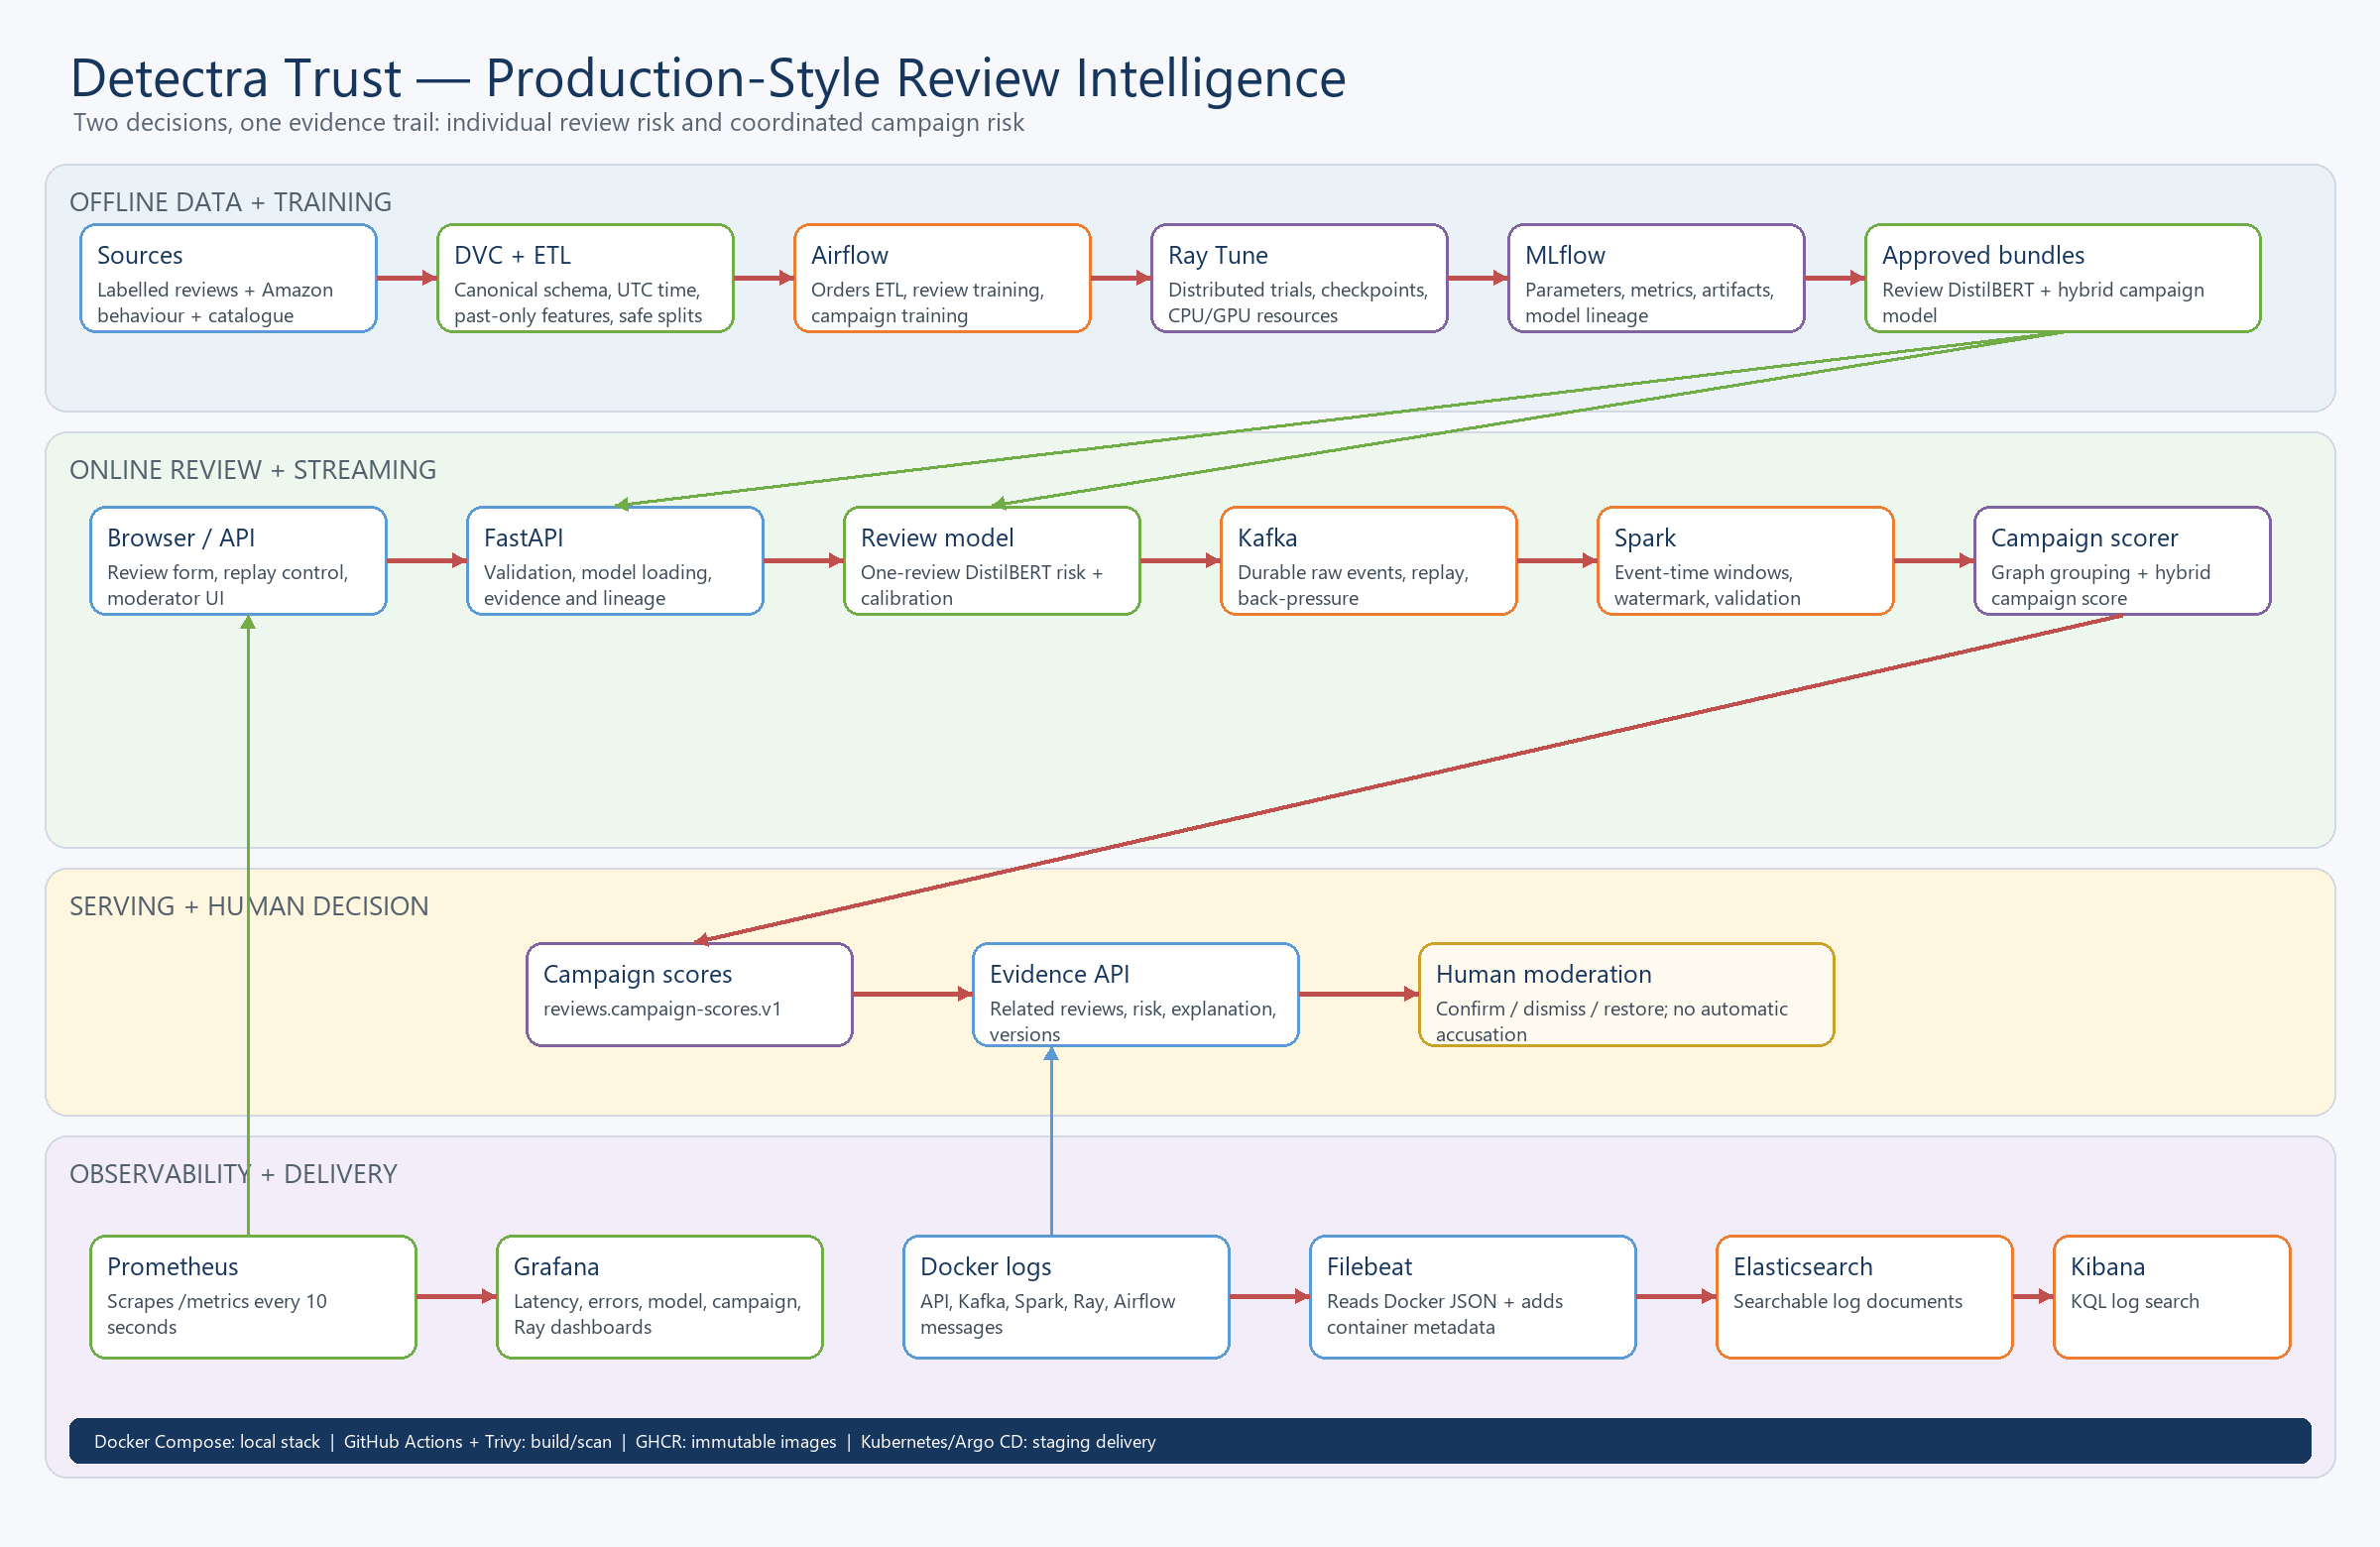 Detectra Trust — Production-Style Review Intelligence
Two decisions, one evidence trail: individual review risk and coordinated campaign risk
OFFLINE DATA + TRAINING
Sources
Labelled reviews + Amazon
behaviour + catalogue
DVC + ETL
Canonical schema, UTC time,
past-only features, safe splits
Airflow
Orders ETL, review training,
campaign training
Ray Tune
Distributed trials, checkpoints,
CPU/GPU resources
MLflow
Parameters, metrics, artifacts,
model lineage
Approved bundles
Review DistilBERT + hybrid campaign
model
ONLINE REVIEW + STREAMING
Browser / API
Review form, replay control,
moderator UI
FastAPI
Validation, model loading,
evidence and lineage
Review model
One-review DistilBERT risk +
calibration
Kafka
Durable raw events, replay,
back-pressure
Spark
Event-time windows,
watermark, validation
Campaign scorer
Graph grouping + hybrid
campaign score
SERVING + HUMAN DECISION
Campaign scores
reviews.campaign-scores.v1
Evidence API
Related reviews, risk, explanation,
versions
Human moderation
Confirm / dismiss / restore; no automatic
accusation
OBSERVABILITY + DELIVERY
Prometheus
Scrapes /metrics every 10
seconds
Grafana
Latency, errors, model, campaign,
Ray dashboards
Docker logs
API, Kafka, Spark, Ray, Airflow
messages
Filebeat
Reads Docker JSON + adds
container metadata
Elasticsearch
Searchable log documents
Kibana
KQL log search
Docker Compose: local stack | GitHub Actions + Trivy: build/scan | GHCR: immutable images | Kubernetes/Argo CD: staging delivery